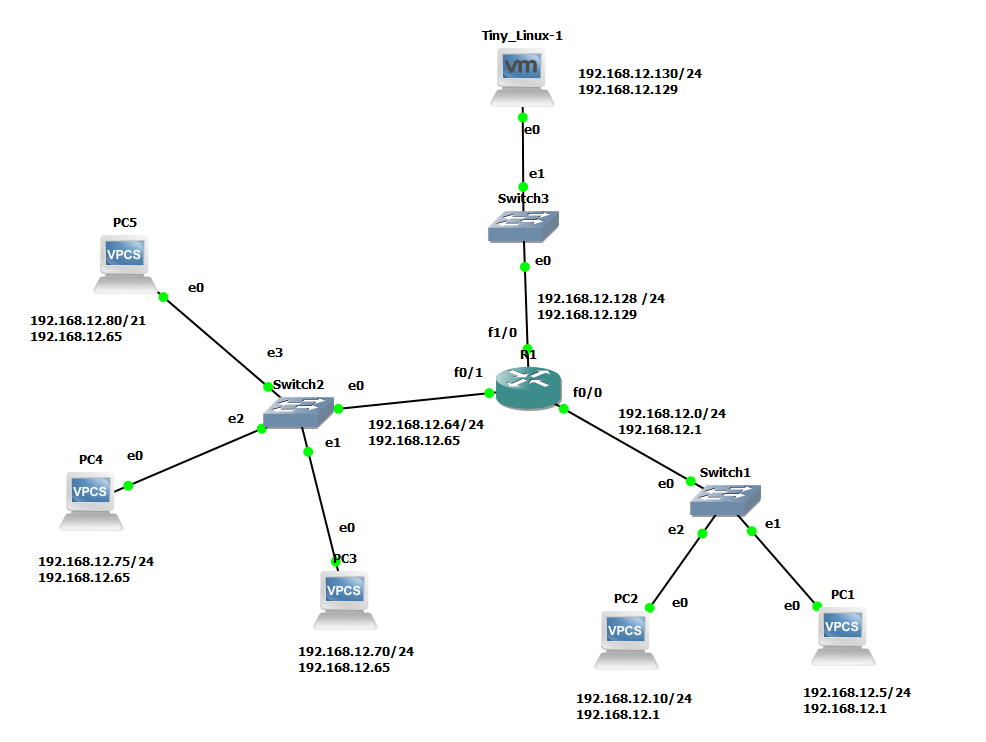 Tiny_Linux-1
vm
192.168.12.130/24
192.168.12.129
e0
e1
Switch3
e0
192.168.12.128 /24
192.168.12.129
f1/0
R1
PC5
VPCS
e0
192.168.12.80/21
192.168.12.65
e3
Switch2
e0
f0/1
f0/0
192.168.12.0/24
192.168.12.1
e2
e1
192.168.12.64/24
192.168.12.65
PC4
VPCS
e0
192.168.12.75/24
192.168.12.65
e0
PC3
VPCS
192.168.12.70/24
192.168.12.65
Switch1
e0
e2
e1
PC2
VPCS
e0
192.168.12.10/24
192.168.12.1
e0
PC1
VPCS
192.168.12.5/24
192.168.12.1